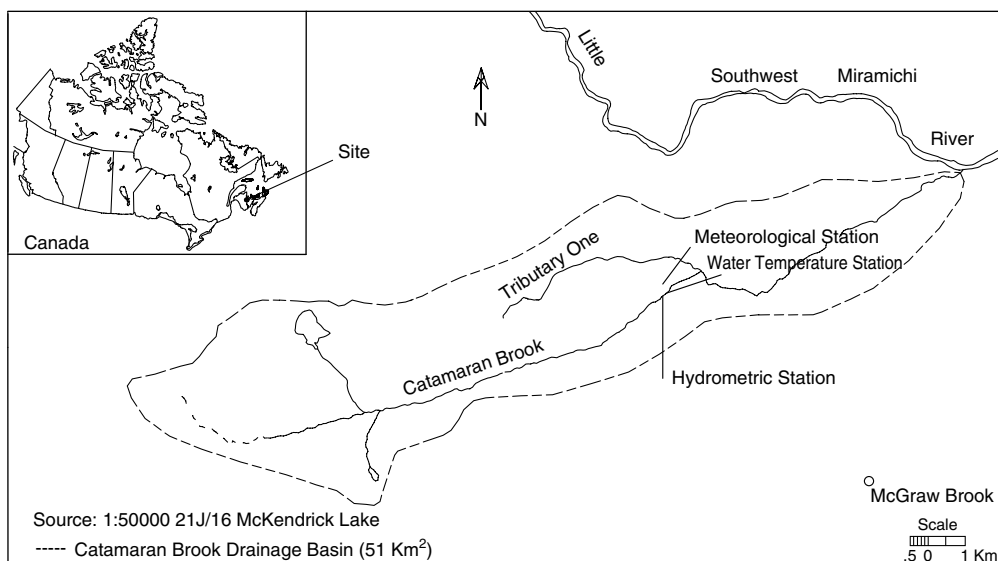 Little
Southwest
Miramichi
River
N
Site
Canada
Meteorological Station
Water Temperature Station
Tributary One
Catamaran Brook
Hydrometric Station
McGraw Brook
Source: 1:50000 21J/16 McKendrick Lake
Catamaran Brook Drainage Basin (51 Km²)
Scale
.5 0 1 Km